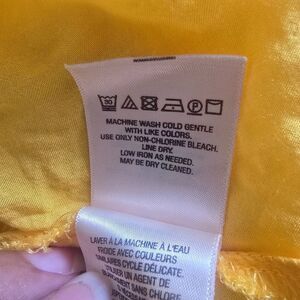 30
MACHINE WASH COLD GENTLE
WITH LIKE COLORS.
USE ONLY NON-CHLORINE BLEACH.
LINE DRY.
LOW IRON AS NEEDED.
MAY BE DRY CLEANED.
LAVER À LA MACHINE À L'EAU
FROIDE AVEC COULEURS
SIMILAIRES CYCLE DÉLICATE.
UTILISER UN AGENT DE
BLANCHIMENT SANS CHLORE